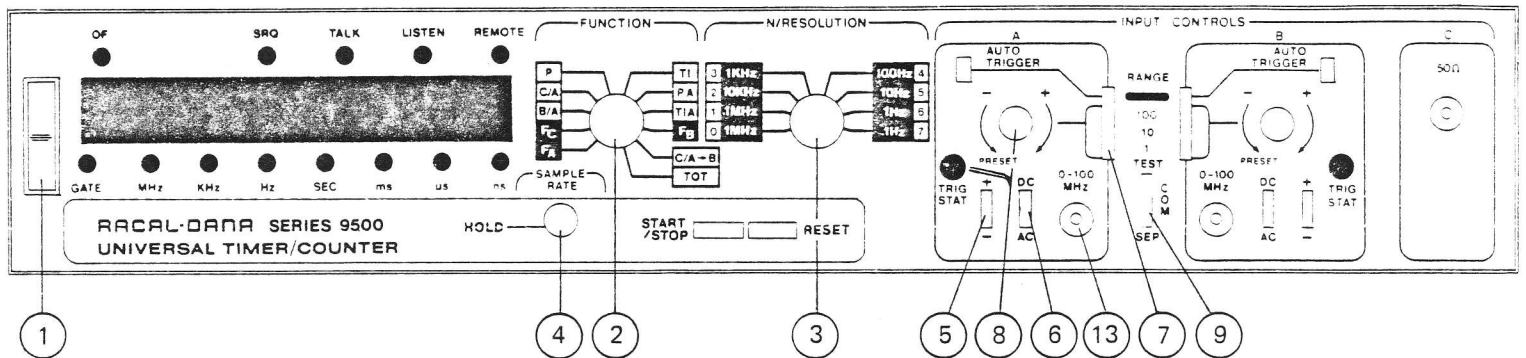 FUNCTION
N/RESOLUTION
INPUT CONTROLS
OF SRQ TALK LISTEN REMOTE
A B C
AUTO TRIGGER
RANGE
AUTO TRIGGER
50Ω
P TI
C/A PA
B/A TIA
FC FB
FA
C/A→B
TOT
3 1KHz 100Hz 4
2 10KHz 10Hz 5
1 1MHz 1Hz 6
0 1MHz .1Hz 7
- +
100
10
1
TEST
- +
GATE MHz KHz Hz SEC ms us ns
PRESET
PRESET
TRIG STAT
+
-
DC
AC
0-100 MHz
COM
SEP
0-100 MHz
DC
AC
+
-
TRIG STAT
SAMPLE RATE
HOLD
START /STOP
RESET
RACAL-DANA SERIES 9500
UNIVERSAL TIMER/COUNTER
1 4 2 3 5 8 6 13 7 9